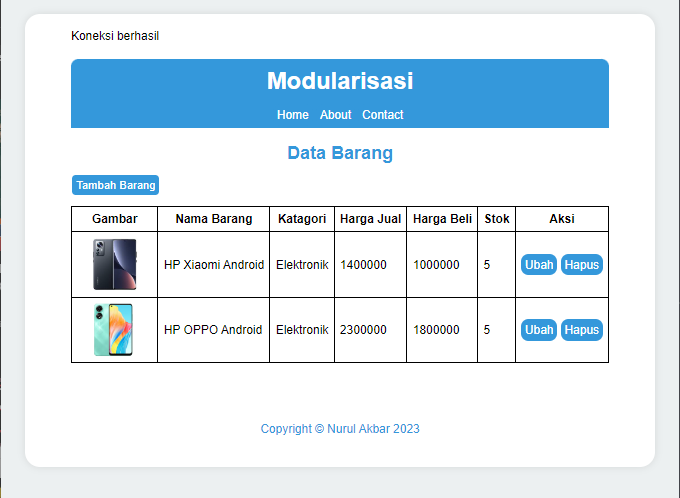 Koneksi berhasil
Modularisasi
Home About Contact
Data Barang
Tambah Barang
Gambar Nama Barang Katagori Harga Jual Harga Beli Stok Aksi
HP Xiaomi Android Elektronik 1400000 1000000 5 Ubah Hapus
HP OPPO Android Elektronik 2300000 1800000 5 Ubah Hapus
Copyright © Nurul Akbar 2023